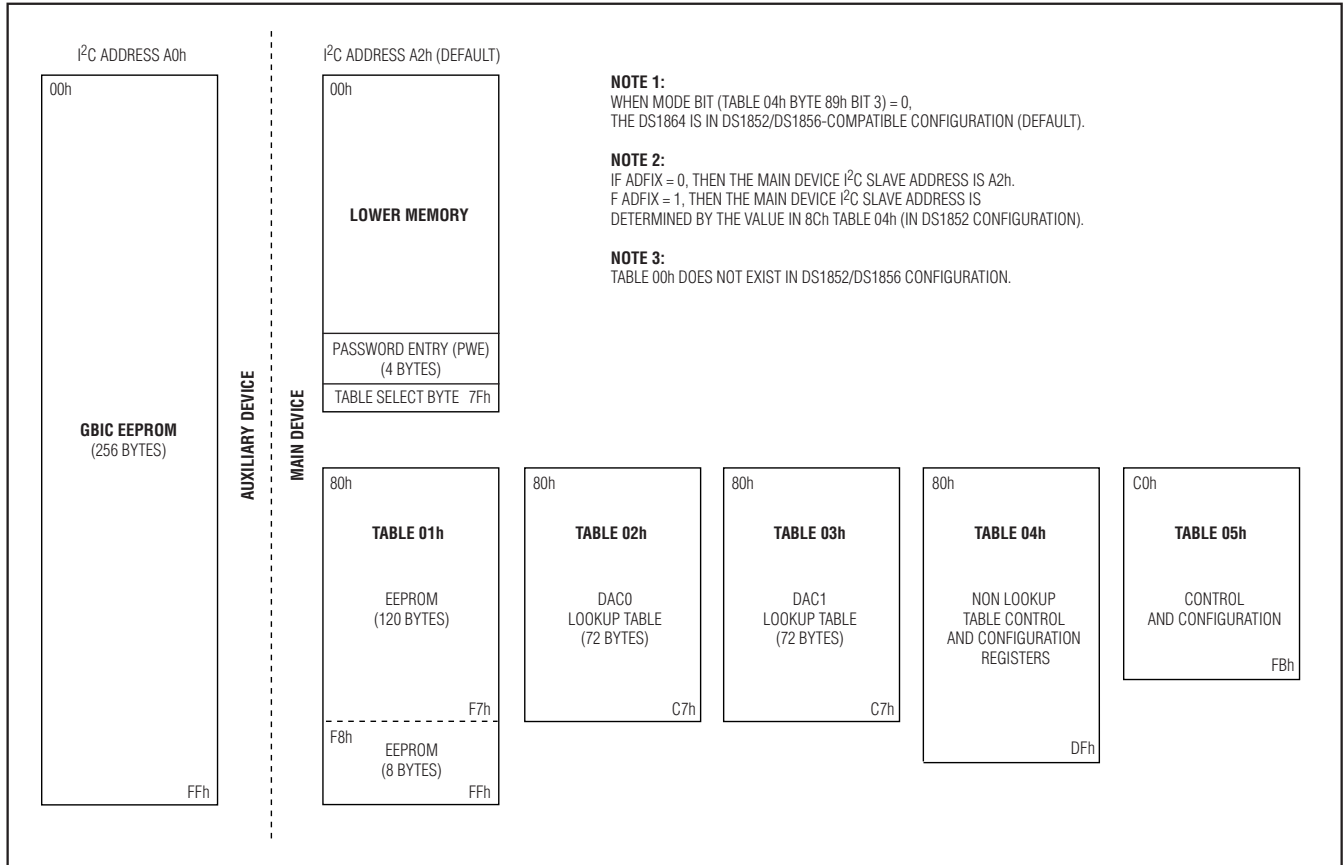 I2C ADDRESS A0h
00h
GBIC EEPROM
(256 BYTES)
FFh
AUXILIARY DEVICE
MAIN DEVICE
I2C ADDRESS A2h (DEFAULT)
00h
LOWER MEMORY
PASSWORD ENTRY (PWE)
(4 BYTES)
TABLE SELECT BYTE 7Fh
NOTE 1:
WHEN MODE BIT (TABLE 04h BYTE 89h BIT 3) = 0,
THE DS1864 IS IN DS1852/DS1856-COMPATIBLE CONFIGURATION (DEFAULT).
NOTE 2:
IF ADFIX = 0, THEN THE MAIN DEVICE I2C SLAVE ADDRESS IS A2h.
F ADFIX = 1, THEN THE MAIN DEVICE I2C SLAVE ADDRESS IS
DETERMINED BY THE VALUE IN 8Ch TABLE 04h (IN DS1852 CONFIGURATION).
NOTE 3:
TABLE 00h DOES NOT EXIST IN DS1852/DS1856 CONFIGURATION.
80h
TABLE 01h
EEPROM
(120 BYTES)
F7h
F8h
EEPROM
(8 BYTES)
FFh
80h
TABLE 02h
DAC0
LOOKUP TABLE
(72 BYTES)
C7h
80h
TABLE 03h
DAC1
LOOKUP TABLE
(72 BYTES)
C7h
80h
TABLE 04h
NON LOOKUP
TABLE CONTROL
AND CONFIGURATION
REGISTERS
DFh
C0h
TABLE 05h
CONTROL
AND CONFIGURATION
FBh